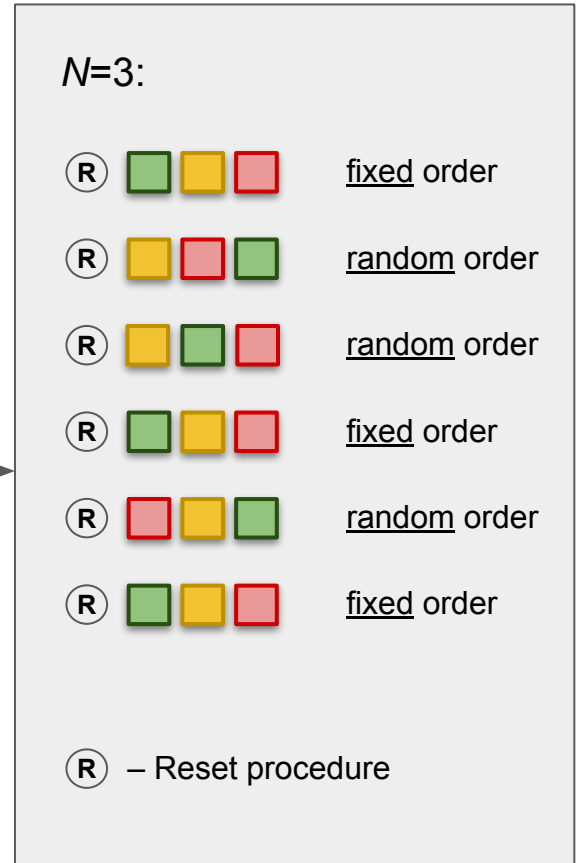 N=3:
R fixed order
R random order
R random order
R fixed order
R random order
R fixed order
R – Reset procedure